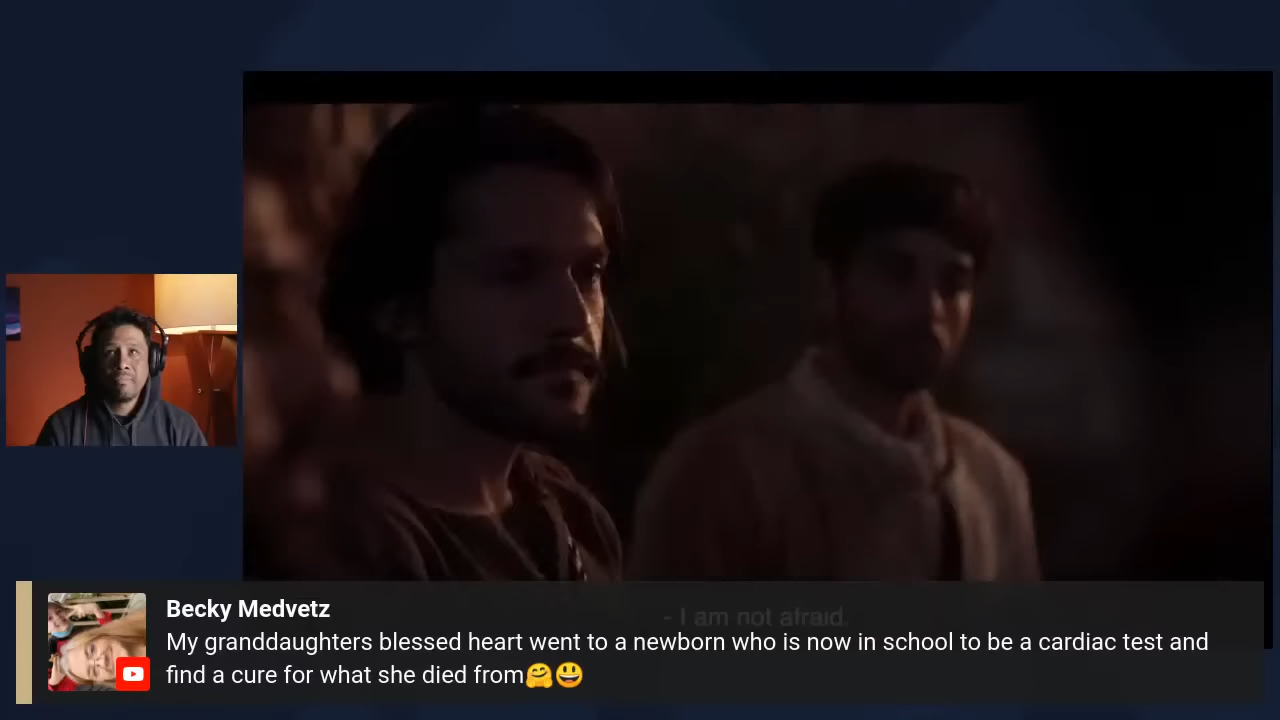 - I am not afraid.
Becky Medvetz
My granddaughters blessed heart went to a newborn who is now in school to be a cardiac test and
find a cure for what she died from🤗😃